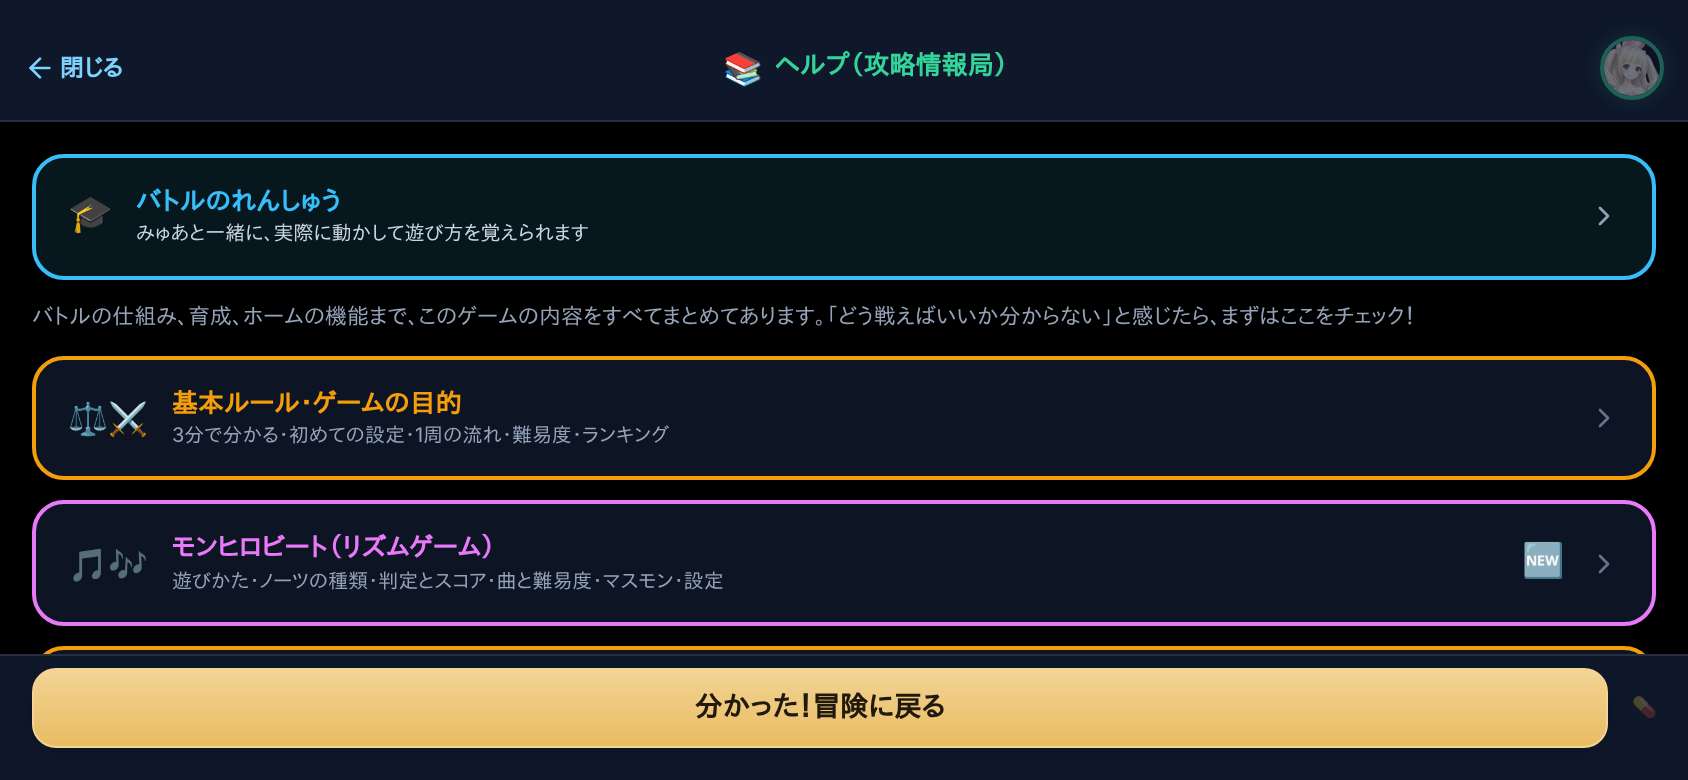 ← 閉じる
ヘルプ（攻略情報局）
バトルのれんしゅう
みゅあと一緒に、実際に動かして遊び方を覚えられます
バトルの仕組み、育成、ホームの機能まで、このゲームの内容をすべてまとめてあります。「どう戦えばいいか分からない」と感じたら、まずはここをチェック！
基本ルール・ゲームの目的
3分で分かる・初めての設定・1周の流れ・難易度・ランキング
モンヒロビート（リズムゲーム）
遊びかた・ノーツの種類・判定とスコア・曲と難易度・マスモン・設定
NEW
分かった！冒険に戻る